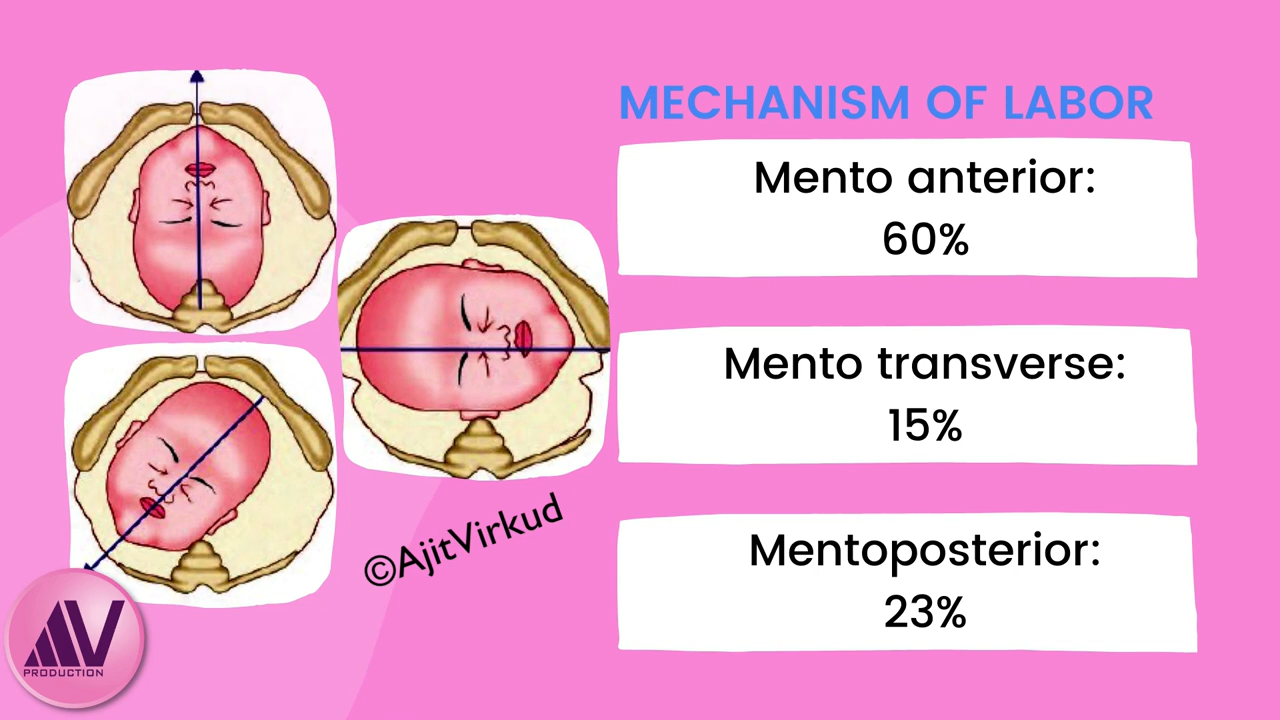 MECHANISM OF LABOR
Mento anterior:
60%
Mento transverse:
15%
Mentoposterior:
23%
©AjitVirkud
AV
PRODUCTION